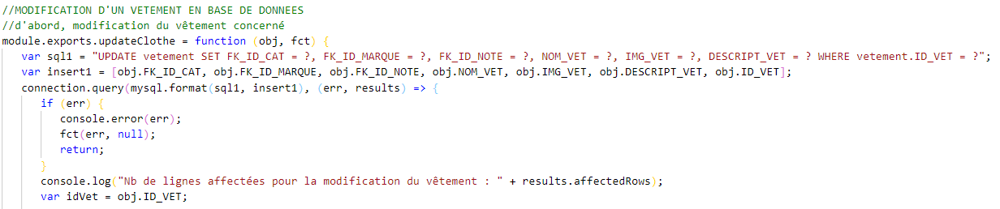 //MODIFICATION D'UN VETEMENT EN BASE DE DONNEES
//d'abord, modification du vêtement concerné
module.exports.updateClothe = function (obj, fct) {
var sql1 = "UPDATE vetement SET FK_ID_CAT = ?, FK_ID_MARQUE = ?, FK_ID_NOTE = ?, NOM_VET = ?, IMG_VET = ?, DESCRIPT_VET = ? WHERE vetement.ID_VET = ?";
var insert1 = [obj.FK_ID_CAT, obj.FK_ID_MARQUE, obj.FK_ID_NOTE, obj.NOM_VET, obj.IMG_VET, obj.DESCRIPT_VET, obj.ID_VET];
connection.query(mysql.format(sql1, insert1), (err, results) => {
if (err) {
console.error(err);
fct(err, null);
return;
}
console.log("Nb de lignes affectées pour la modification du vêtement : " + results.affectedRows);
var idVet = obj.ID_VET;